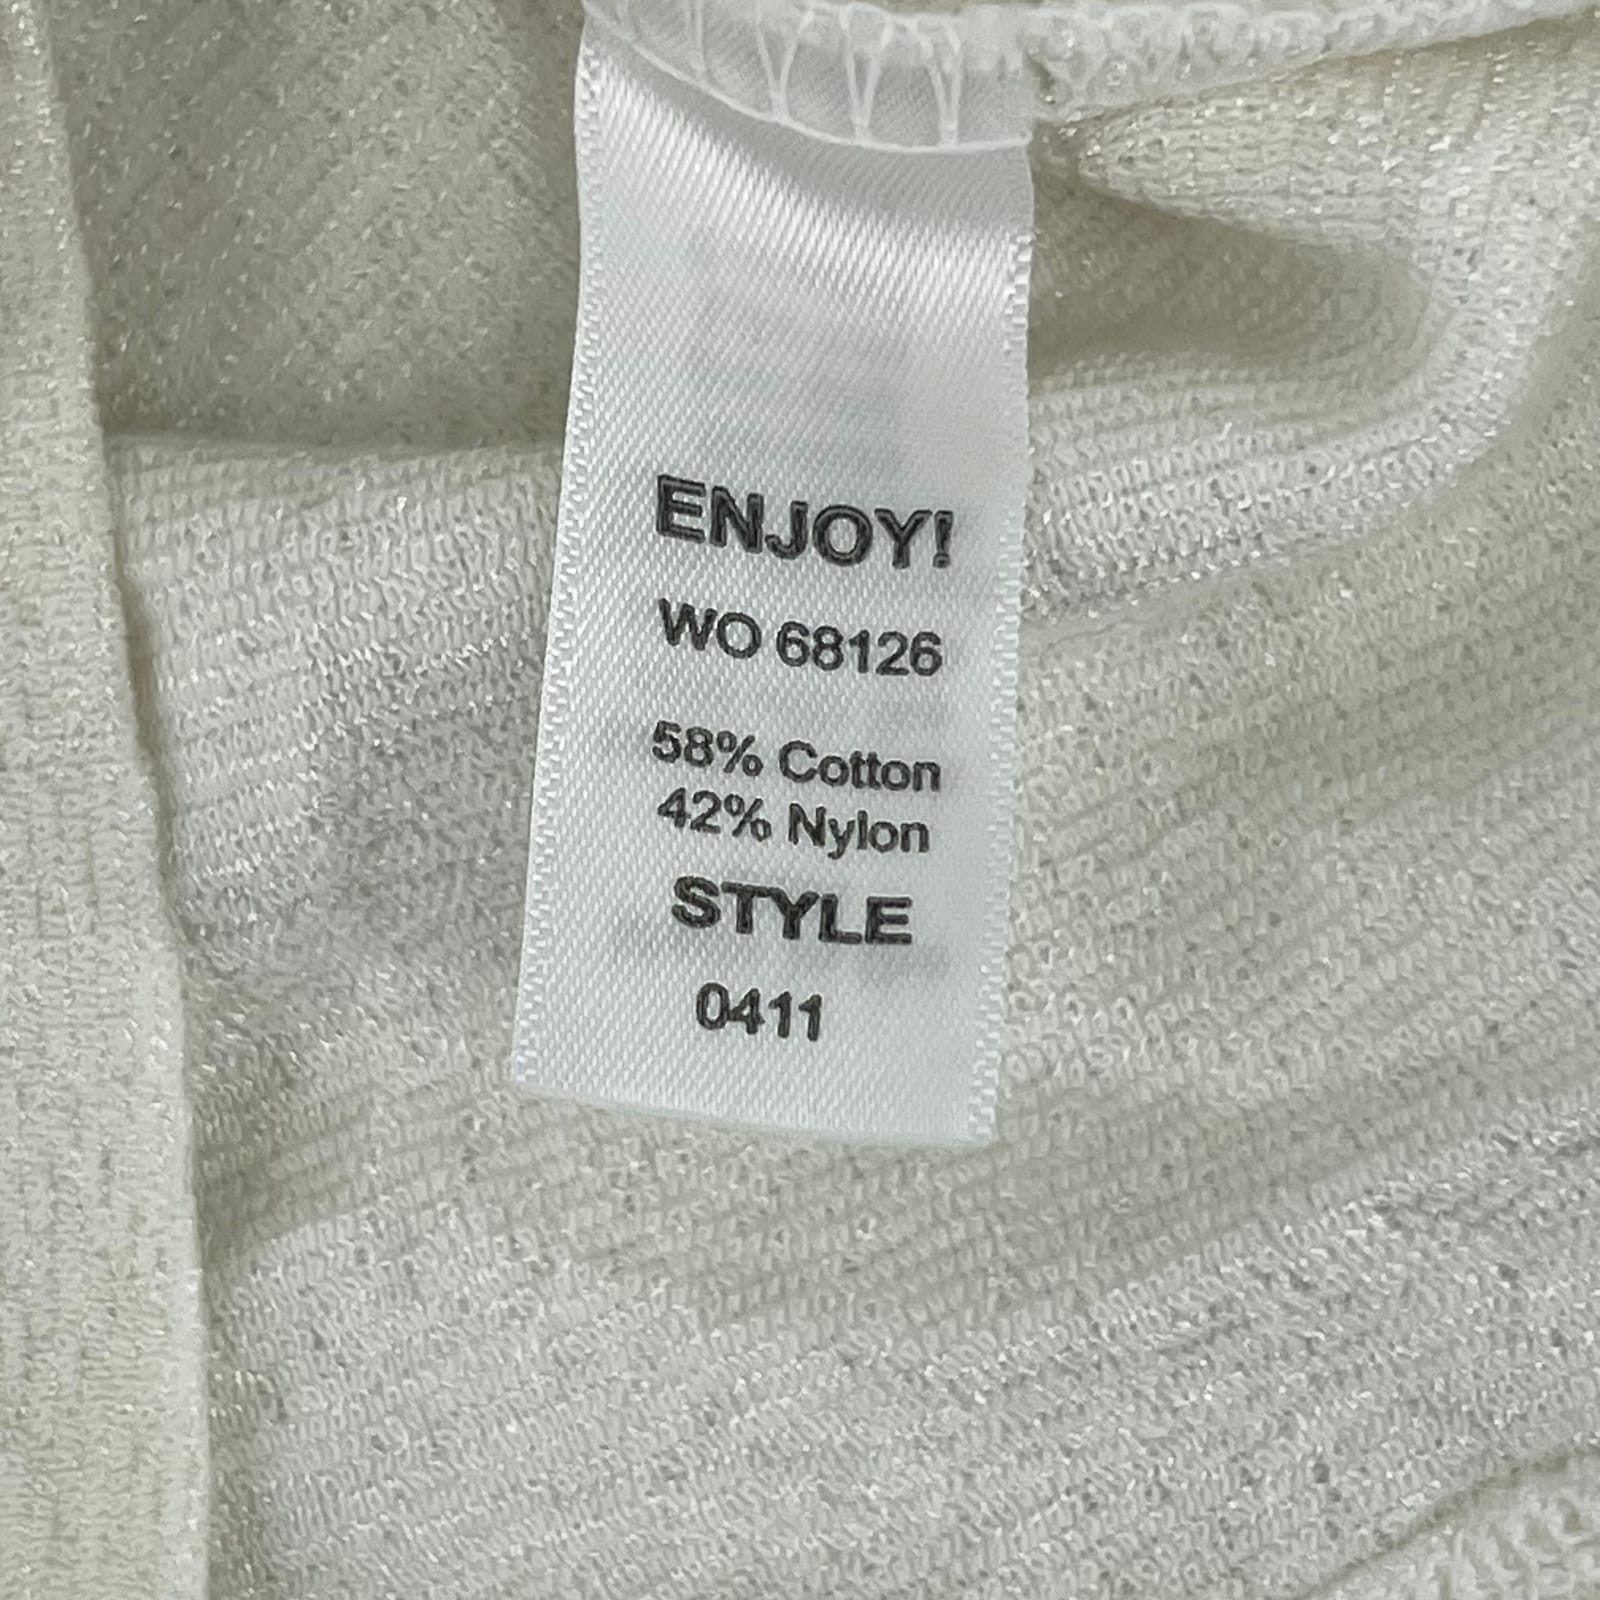 ENJOY!
WO 68126
58% Cotton
42% Nylon
STYLE
0411